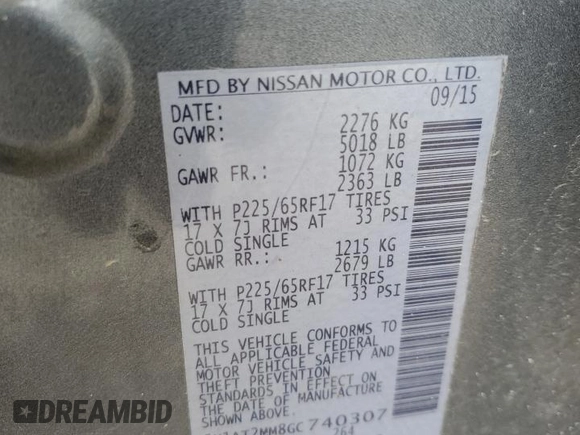 MFD BY NISSAN MOTOR CO., LTD.
DATE: 09/15
GVWR: 2276 KG
5018 LB
GAWR FR.: 1072 KG
2363 LB
WITH P225/65RF17 TIRES
17 X 7J RIMS AT 33 PSI
COLD SINGLE
GAWR RR.: 1215 KG
2679 LB
WITH P225/65RF17 TIRES
17 X 7J RIMS AT 33 PSI
COLD SINGLE
THIS VEHICLE CONFORMS TO
ALL APPLICABLE FEDERAL
MOTOR VEHICLE SAFETY AND
THEFT PREVENTION
STANDARDS IN EFFECT ON
THE DATE OF MANUFACTURE
SHOWN ABOVE.
740307
264
DREAMBID